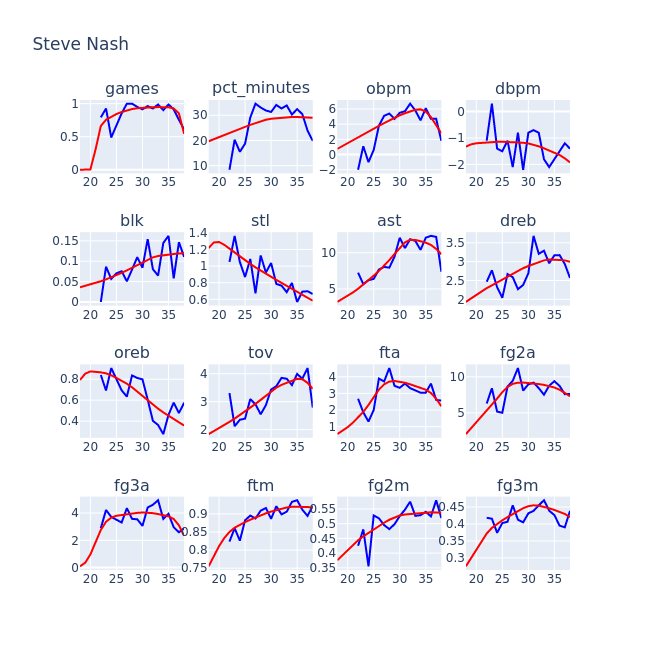 Steve Nash
games pct_minutes obpm dbpm
1 0.5 0 20 25 30 35
30 20 10 20 25 30 35
6 4 2 0 −2 20 25 30 35
0 −1 −2 20 25 30 35
blk stl ast dreb
0.15 0.1 0.05 0 20 25 30 35
1.4 1.2 1 0.8 0.6 20 25 30 35
10 5 20 25 30 35
3.5 3 2.5 2 20 25 30 35
oreb tov fta fg2a
0.8 0.6 0.4 20 25 30 35
4 3 2 20 25 30 35
4 3 2 1 20 25 30 35
10 5 20 25 30 35
fg3a ftm fg2m fg3m
4 2 0 20 25 30 35
0.9 0.85 0.8 0.75 20 25 30 35
0.55 0.5 0.45 0.4 0.35 20 25 30 35
0.45 0.4 0.35 0.3 20 25 30 35